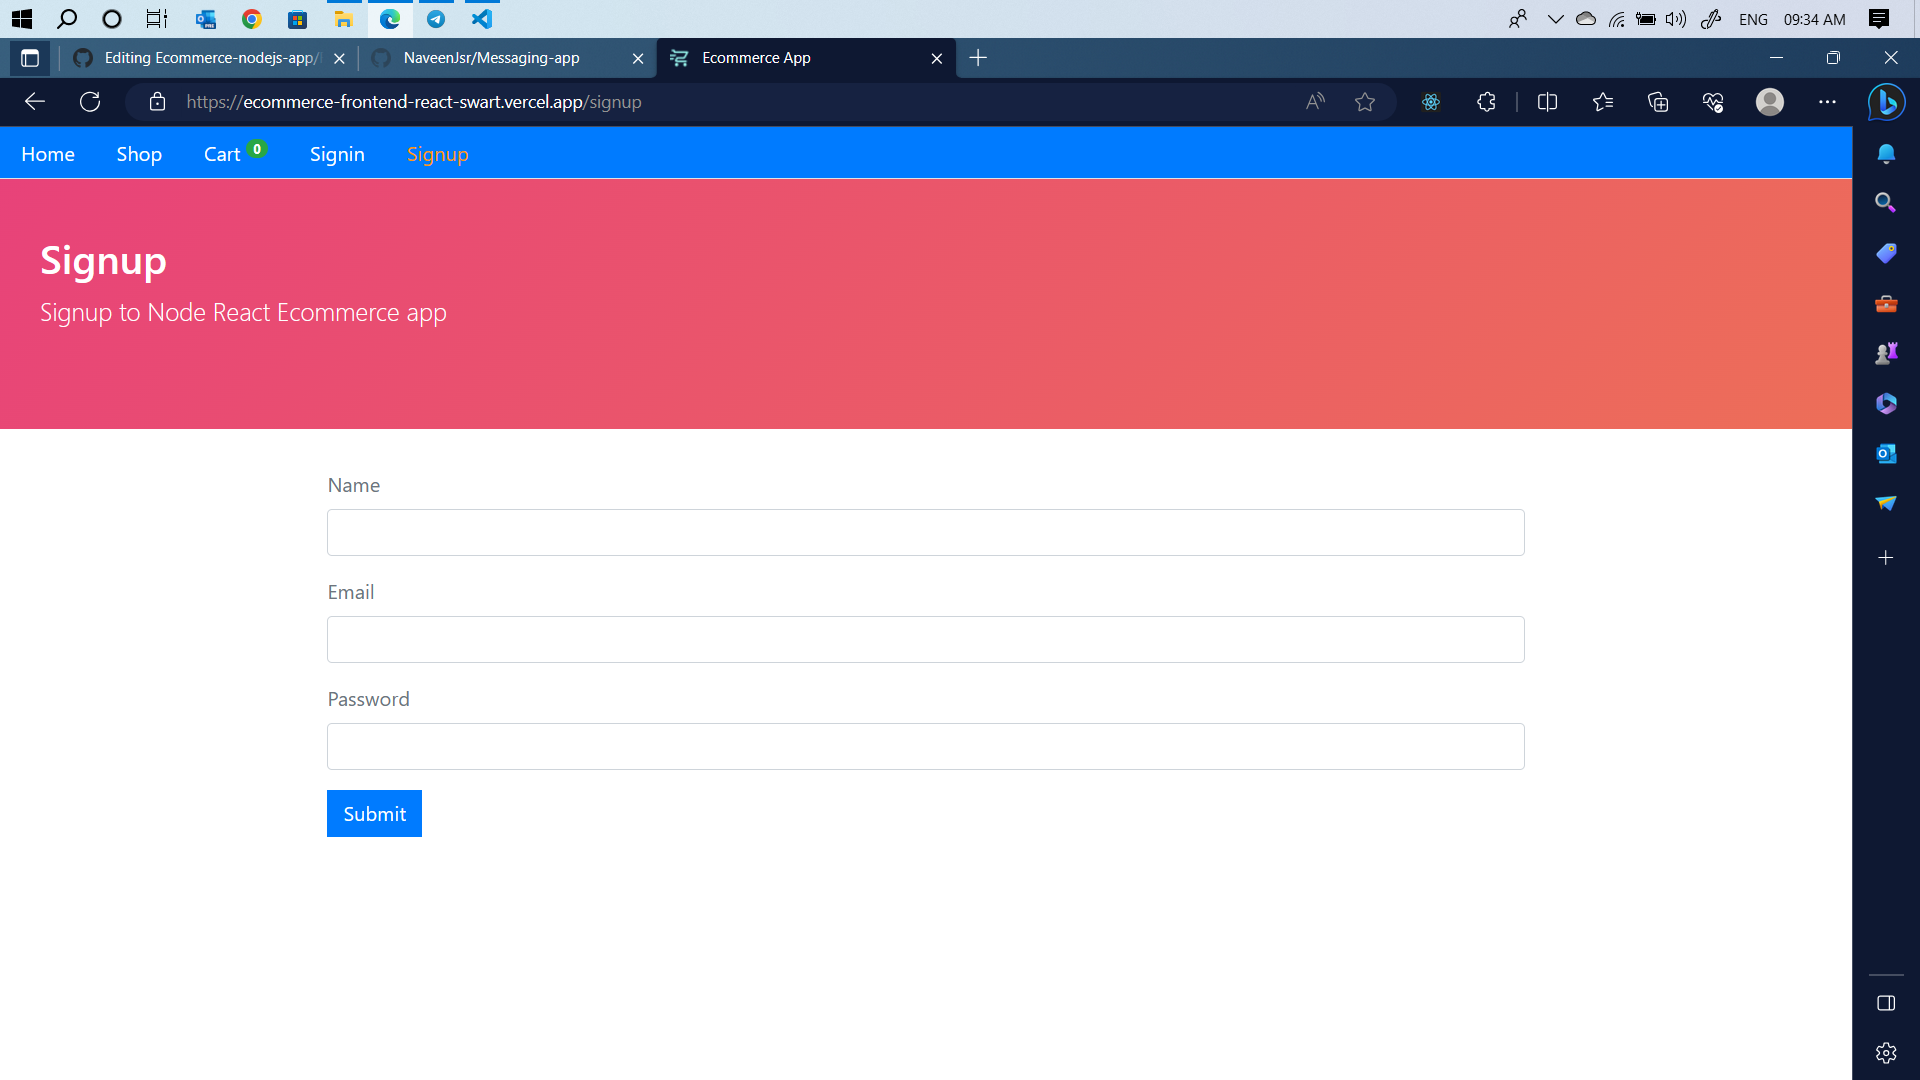 ENG 09:34 AM
Editing Ecommerce-nodejs-app/
NaveenJsr/Messaging-app
Ecommerce App
https://ecommerce-frontend-react-swart.vercel.app/signup
Home Shop Cart 0 Signin Signup
Signup
Signup to Node React Ecommerce app
Name
Email
Password
Submit